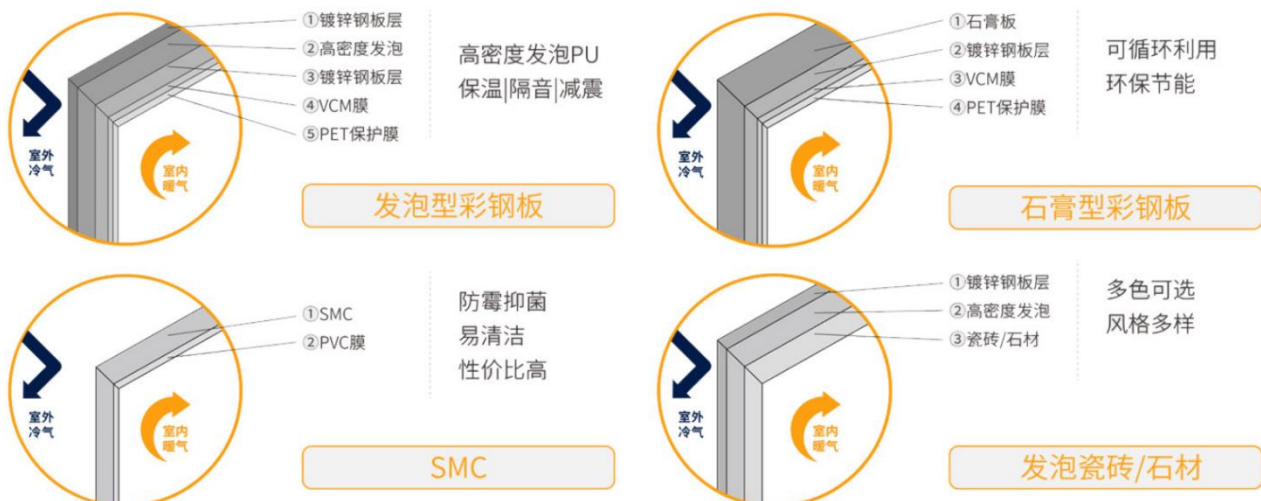 ①镀锌钢板层
②高密度发泡
③镀锌钢板层
④VCM膜
⑤PET保护膜
高密度发泡PU
保温|隔音|减震
室外
冷气
室内
暖气
发泡型彩钢板
①石膏板
②镀锌钢板层
③VCM膜
④PET保护膜
可循环利用
环保节能
室外
冷气
室内
暖气
石膏型彩钢板
①SMC
②PVC膜
防霉抑菌
易清洁
性价比高
室外
冷气
室内
暖气
SMC
①镀锌钢板层
②高密度发泡
③瓷砖/石材
多色可选
风格多样
室外
冷气
室内
暖气
发泡瓷砖/石材